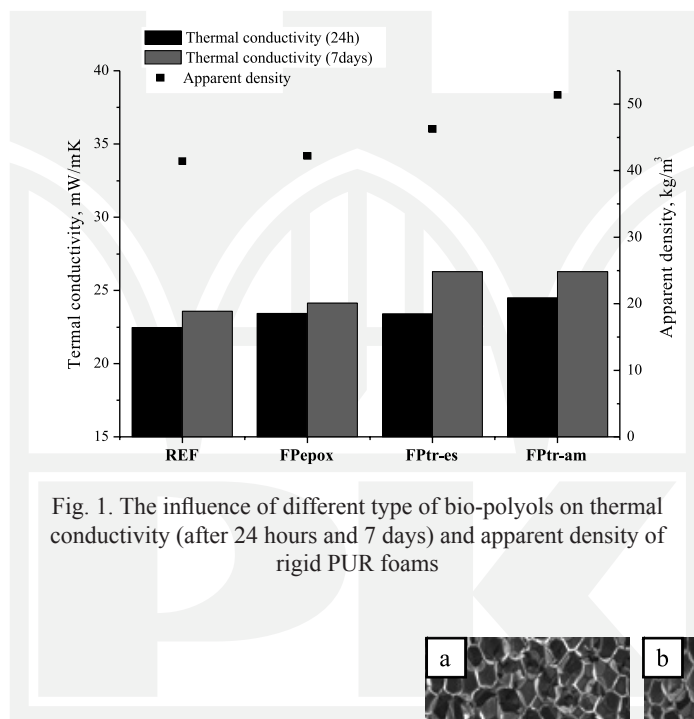 Thermal conductivity (24h)
Thermal conductivity (7days)
Apparent density
40
35
30
25
20
15
Termal conductivity, mW/mK
50
40
30
20
10
0
Apparent density, kg/m³
REF FPepox FPtr-es FPtr-am
Fig. 1. The influence of different type of bio-polyols on thermal
conductivity (after 24 hours and 7 days) and apparent density of
rigid PUR foams
a b
PK